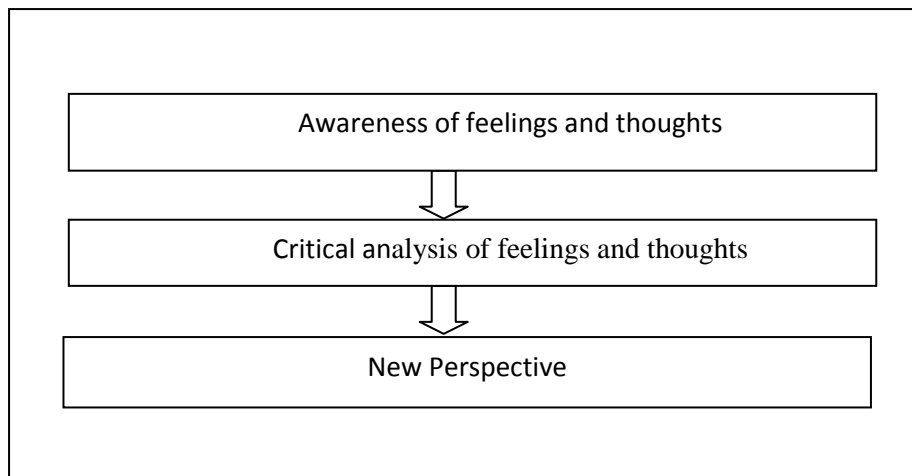 Awareness of feelings and thoughts
Critical analysis of feelings and thoughts
New Perspective